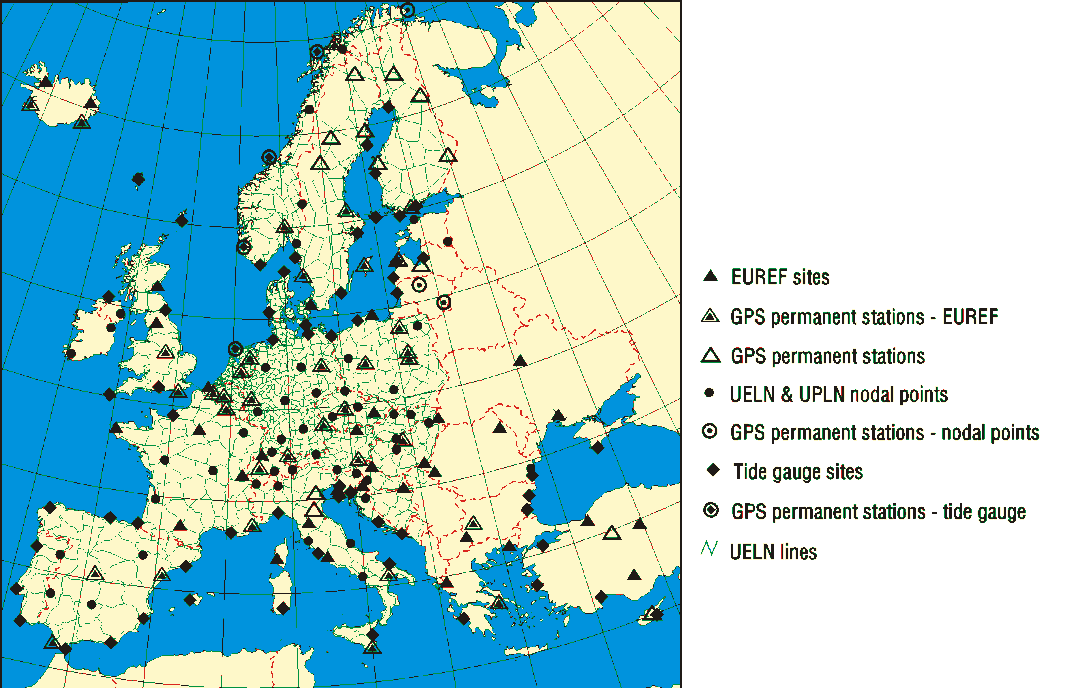 EUREF sites
GPS permanent stations - EUREF
GPS permanent stations
UELN & UPLN nodal points
GPS permanent stations - nodal points
Tide gauge sites
GPS permanent stations - tide gauge
UELN lines